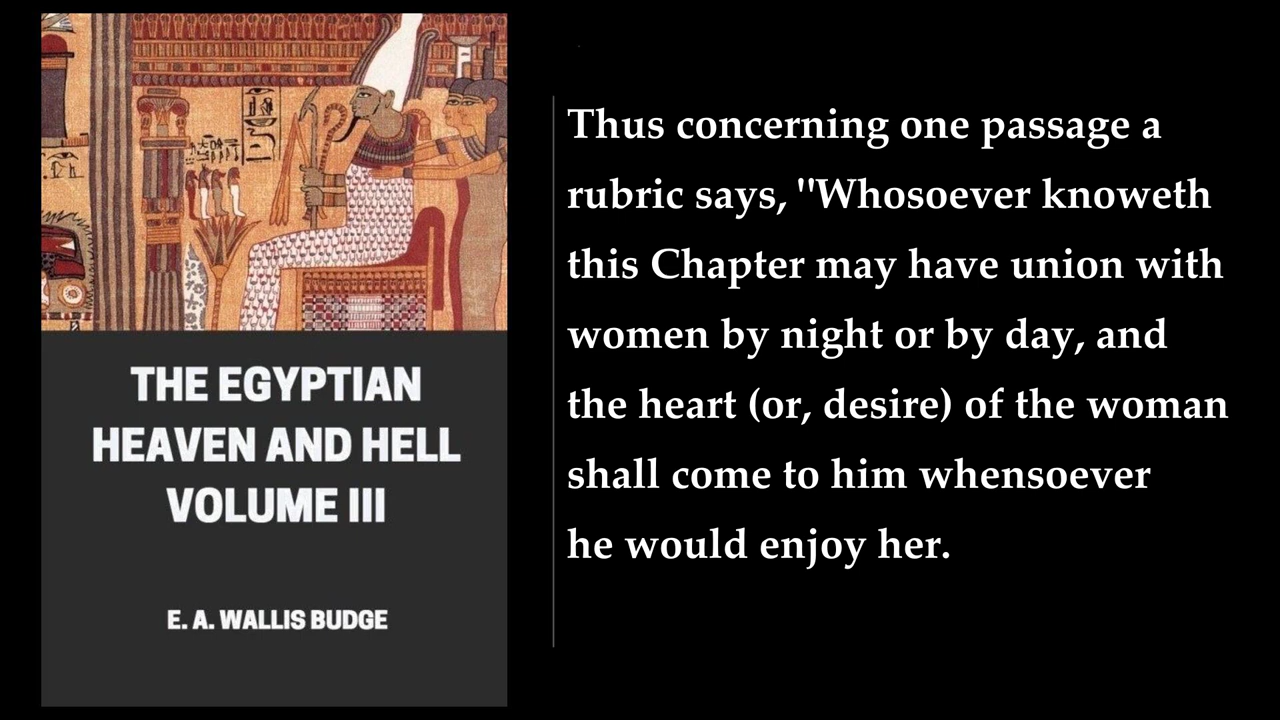 THE EGYPTIAN
HEAVEN AND HELL
VOLUME III
E. A. WALLIS BUDGE
Thus concerning one passage a
rubric says, "Whosoever knoweth
this Chapter may have union with
women by night or by day, and
the heart (or, desire) of the woman
shall come to him whensoever
he would enjoy her.